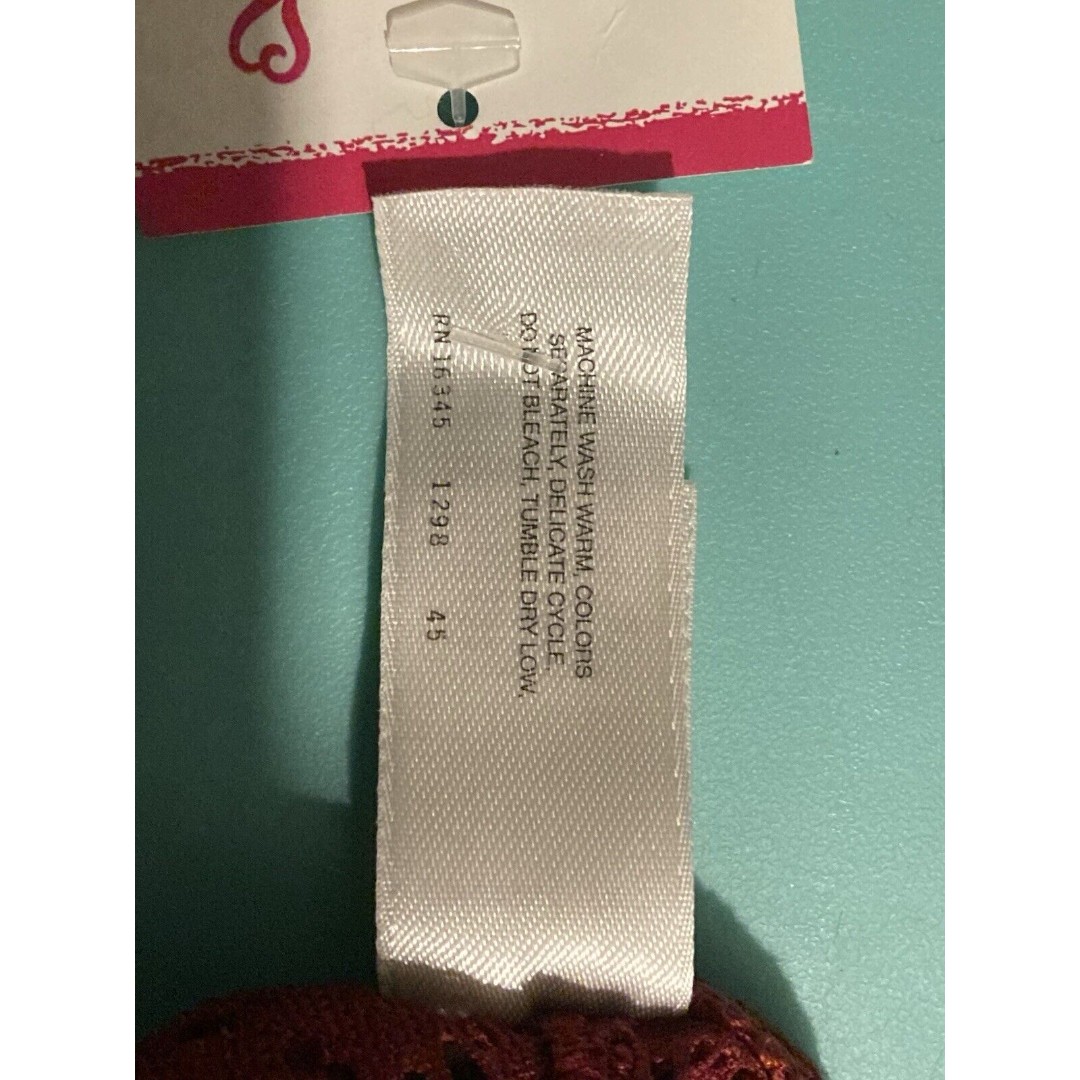 MACHINE WASH WARM, COLORS
SEPARATELY, DELICATE CYCLE,
DO NOT BLEACH, TUMBLE DRY LOW,
RN 16345 1298 45